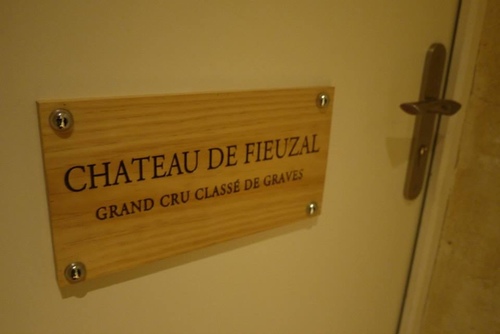 CHATEAU DE FIEUZAL
GRAND CRU CLASSÉ DE GRAVES